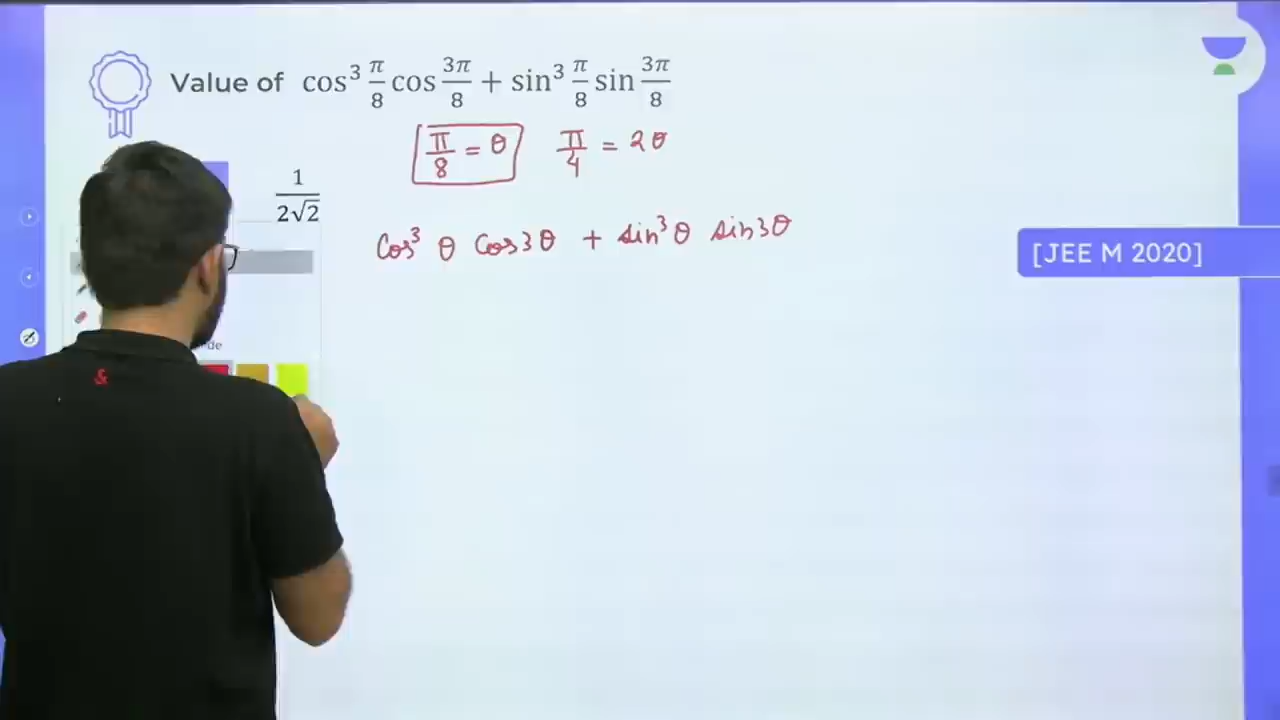 Value of cos³ π/8 cos 3π/8 + sin³ π/8 sin 3π/8
π/8 = θ π/4 = 2θ
1/2√2
cos³ θ cos3θ + sin³θ sin3θ
[JEE M 2020]
de